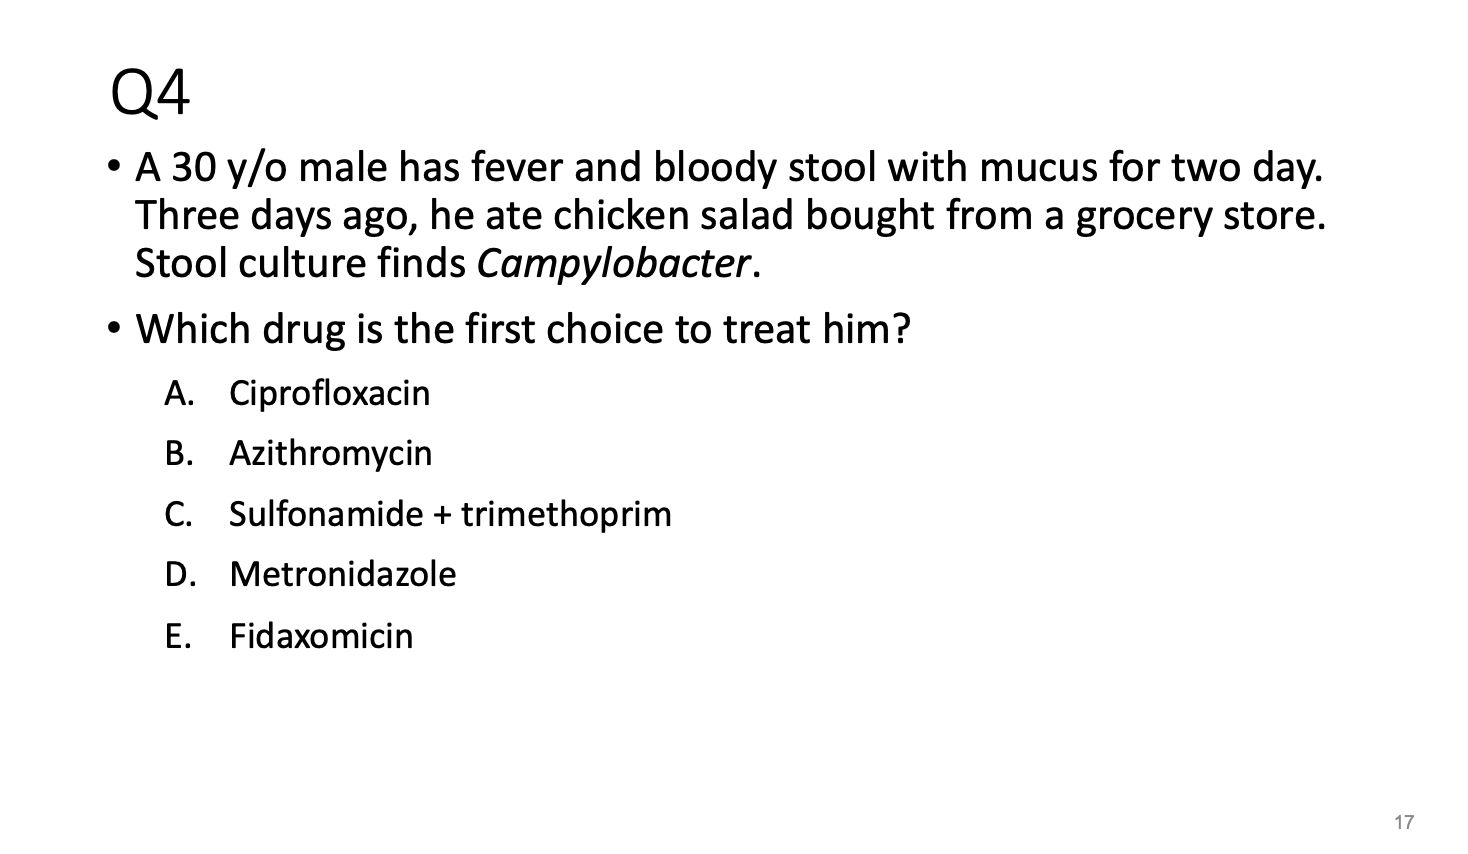 Q4
• A 30 y/o male has fever and bloody stool with mucus for two day.
Three days ago, he ate chicken salad bought from a grocery store.
Stool culture finds Campylobacter.
• Which drug is the first choice to treat him?
A. Ciprofloxacin
B. Azithromycin
C. Sulfonamide + trimethoprim
D. Metronidazole
E. Fidaxomicin
17